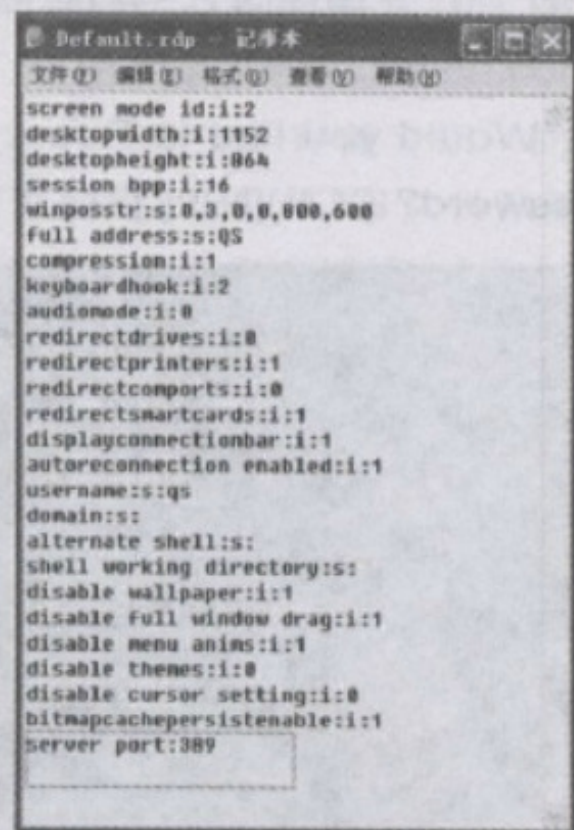 Default.rdp - 记事本
文件(F) 编辑(E) 格式(O) 查看(V) 帮助(H)
screen mode id:i:2
desktopwidth:i:1152
desktopheight:i:864
session bpp:i:16
winposstr:s:0,3,0,0,800,600
full address:s:QS
compression:i:1
keyboardhook:i:2
audiomode:i:0
redirectdrives:i:0
redirectprinters:i:1
redirectcomports:i:0
redirectsmartcards:i:1
displayconnectionbar:i:1
autoreconnection enabled:i:1
username:s:qs
domain:s:
alternate shell:s:
shell working directory:s:
disable wallpaper:i:1
disable full window drag:i:1
disable menu anims:i:1
disable themes:i:0
disable cursor setting:i:0
bitmapcachepersistenable:i:1
server port:389